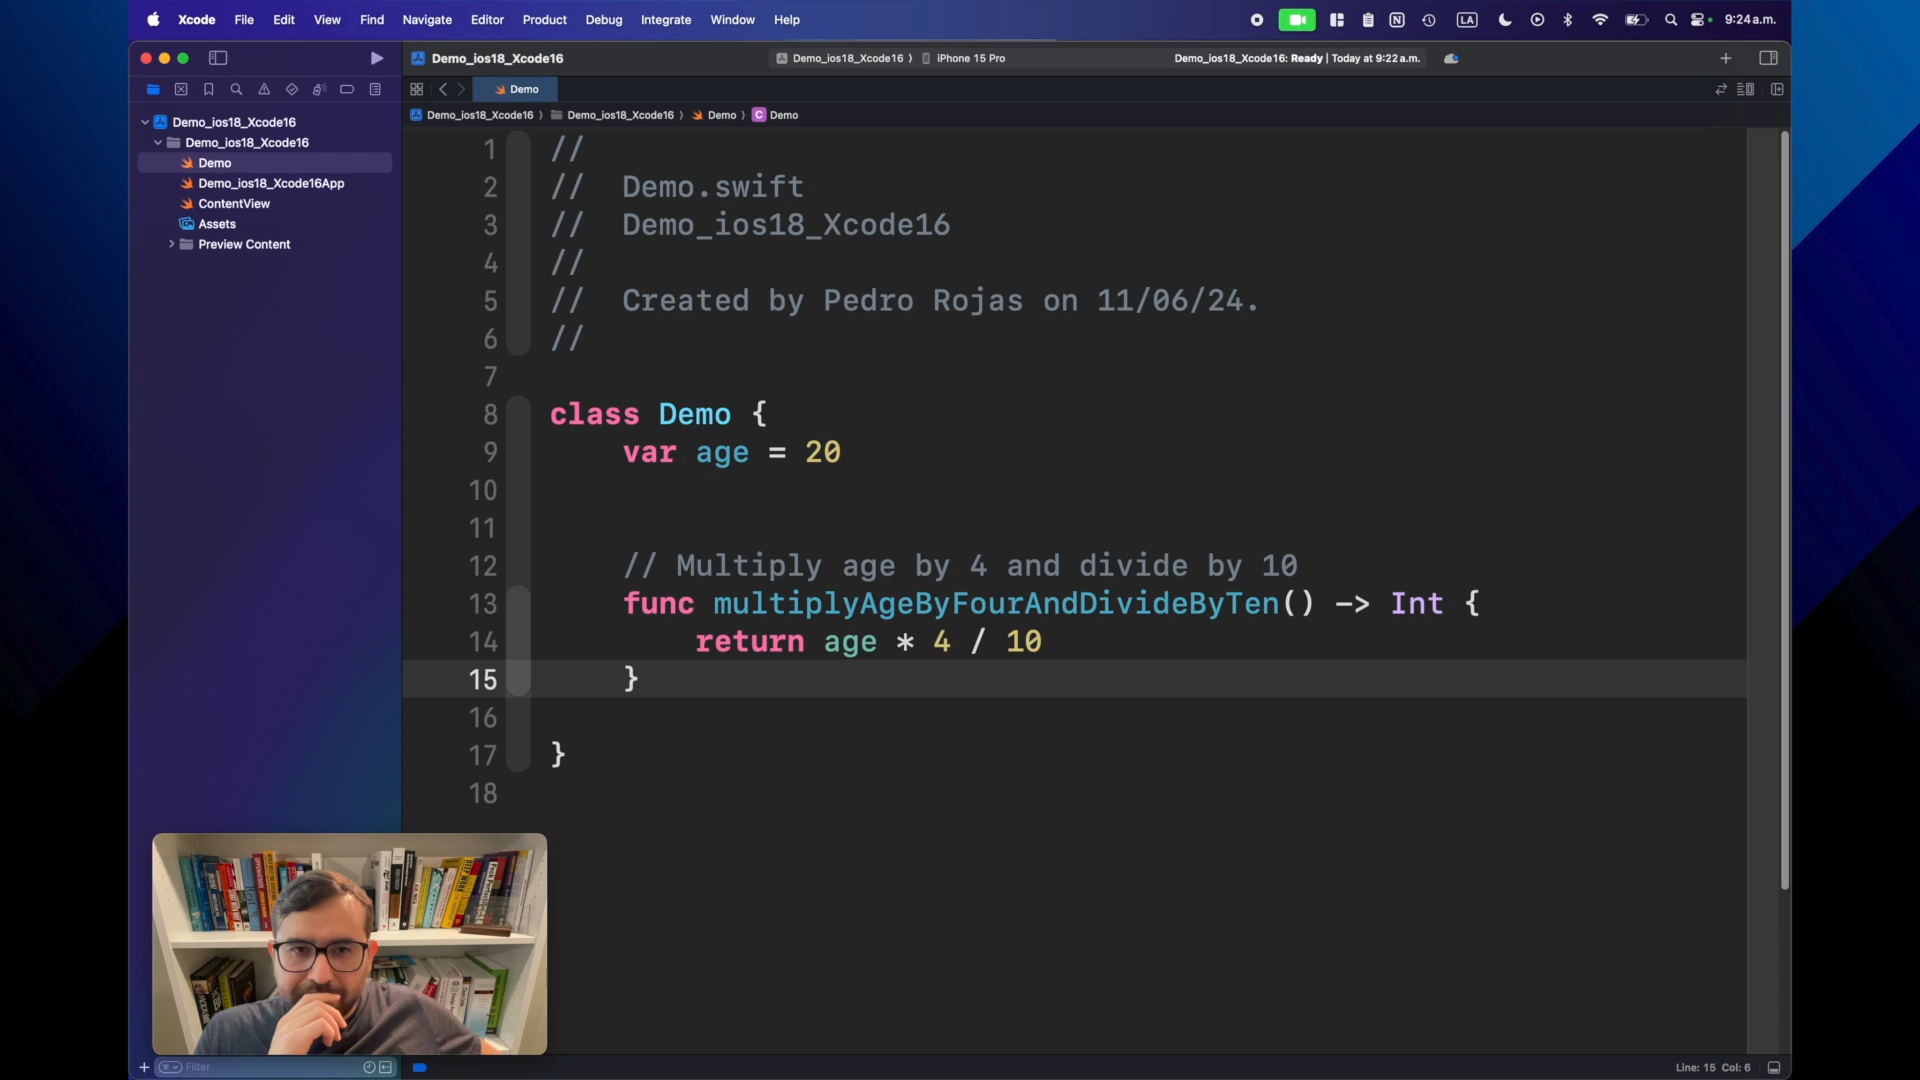 Xcode File Edit View Find Navigate Editor Product Debug Integrate Window Help LA 9:24 a.m.
Demo_ios18_Xcode16 Demo_ios18_Xcode16 iPhone 15 Pro Demo_ios18_Xcode16: Ready | Today at 9:22 a.m.
Demo
Demo_ios18_Xcode16 Demo_ios18_Xcode16 Demo C Demo
Demo_ios18_Xcode16
Demo_ios18_Xcode16
Demo
Demo_ios18_Xcode16App
ContentView
Assets
Preview Content
1 //
2 // Demo.swift
3 // Demo_ios18_Xcode16
4 //
5 // Created by Pedro Rojas on 11/06/24.
6 //
7
8 class Demo {
9 var age = 20
10
11
12 // Multiply age by 4 and divide by 10
13 func multiplyAgeByFourAndDivideByTen() -> Int {
14 return age * 4 / 10
15 }
16
17 }
18
DEEP WORK
Filter
Line: 15 Col: 6